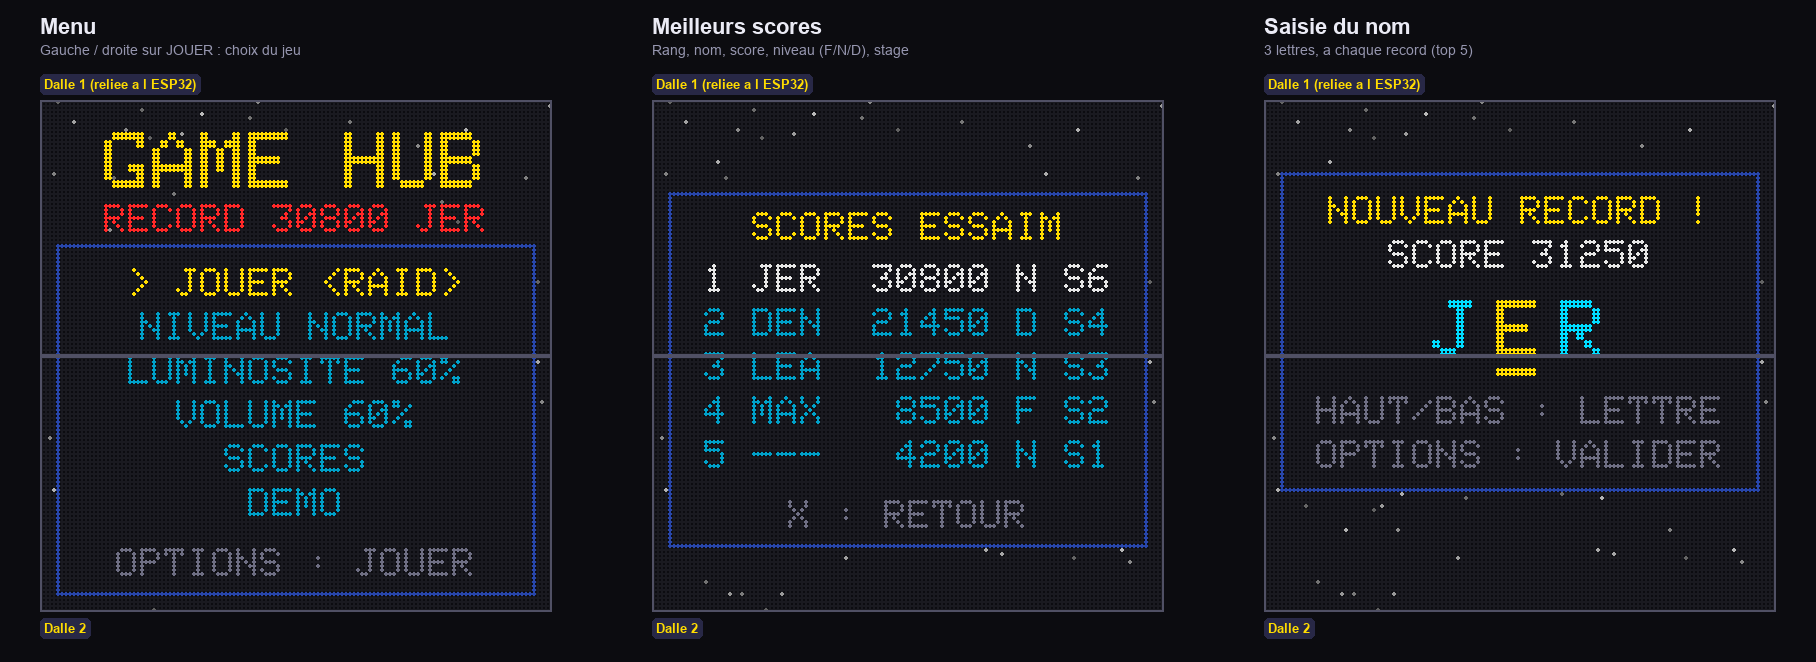 Menu
Gauche / droite sur JOUER : choix du jeu
Dalle 1 (reliee a l ESP32)
GAME HUB
RECORD 30800 JER
> JOUER <RAID>
NIVEAU NORMAL
LUMINOSITE 60%
VOLUME 60%
SCORES
DEMO
OPTIONS : JOUER
Dalle 2
Meilleurs scores
Rang, nom, score, niveau (F/N/D), stage
Dalle 1 (reliee a l ESP32)
SCORES ESSAIM
1 JER 30800 N S6
2 DEN 21450 D S4
3 LEA 12750 N S3
4 MAX 8500 F S2
5 --- 4200 N S1
X : RETOUR
Dalle 2
Saisie du nom
3 lettres, a chaque record (top 5)
Dalle 1 (reliee a l ESP32)
NOUVEAU RECORD !
SCORE 31250
JER
HAUT/BAS : LETTRE
OPTIONS : VALIDER
Dalle 2